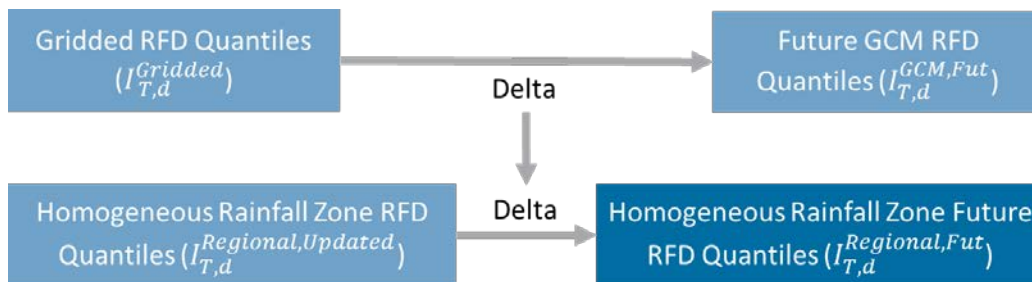 Gridded RFD Quantiles
($I_{T,d}^{Gridded}$)
Future GCM RFD
Quantiles ($I_{T,d}^{GCM,Fut}$)
Delta
Homogeneous Rainfall Zone RFD
Quantiles ($I_{T,d}^{Regional,Updated}$)
Delta
Homogeneous Rainfall Zone Future
RFD Quantiles ($I_{T,d}^{Regional,Fut}$)